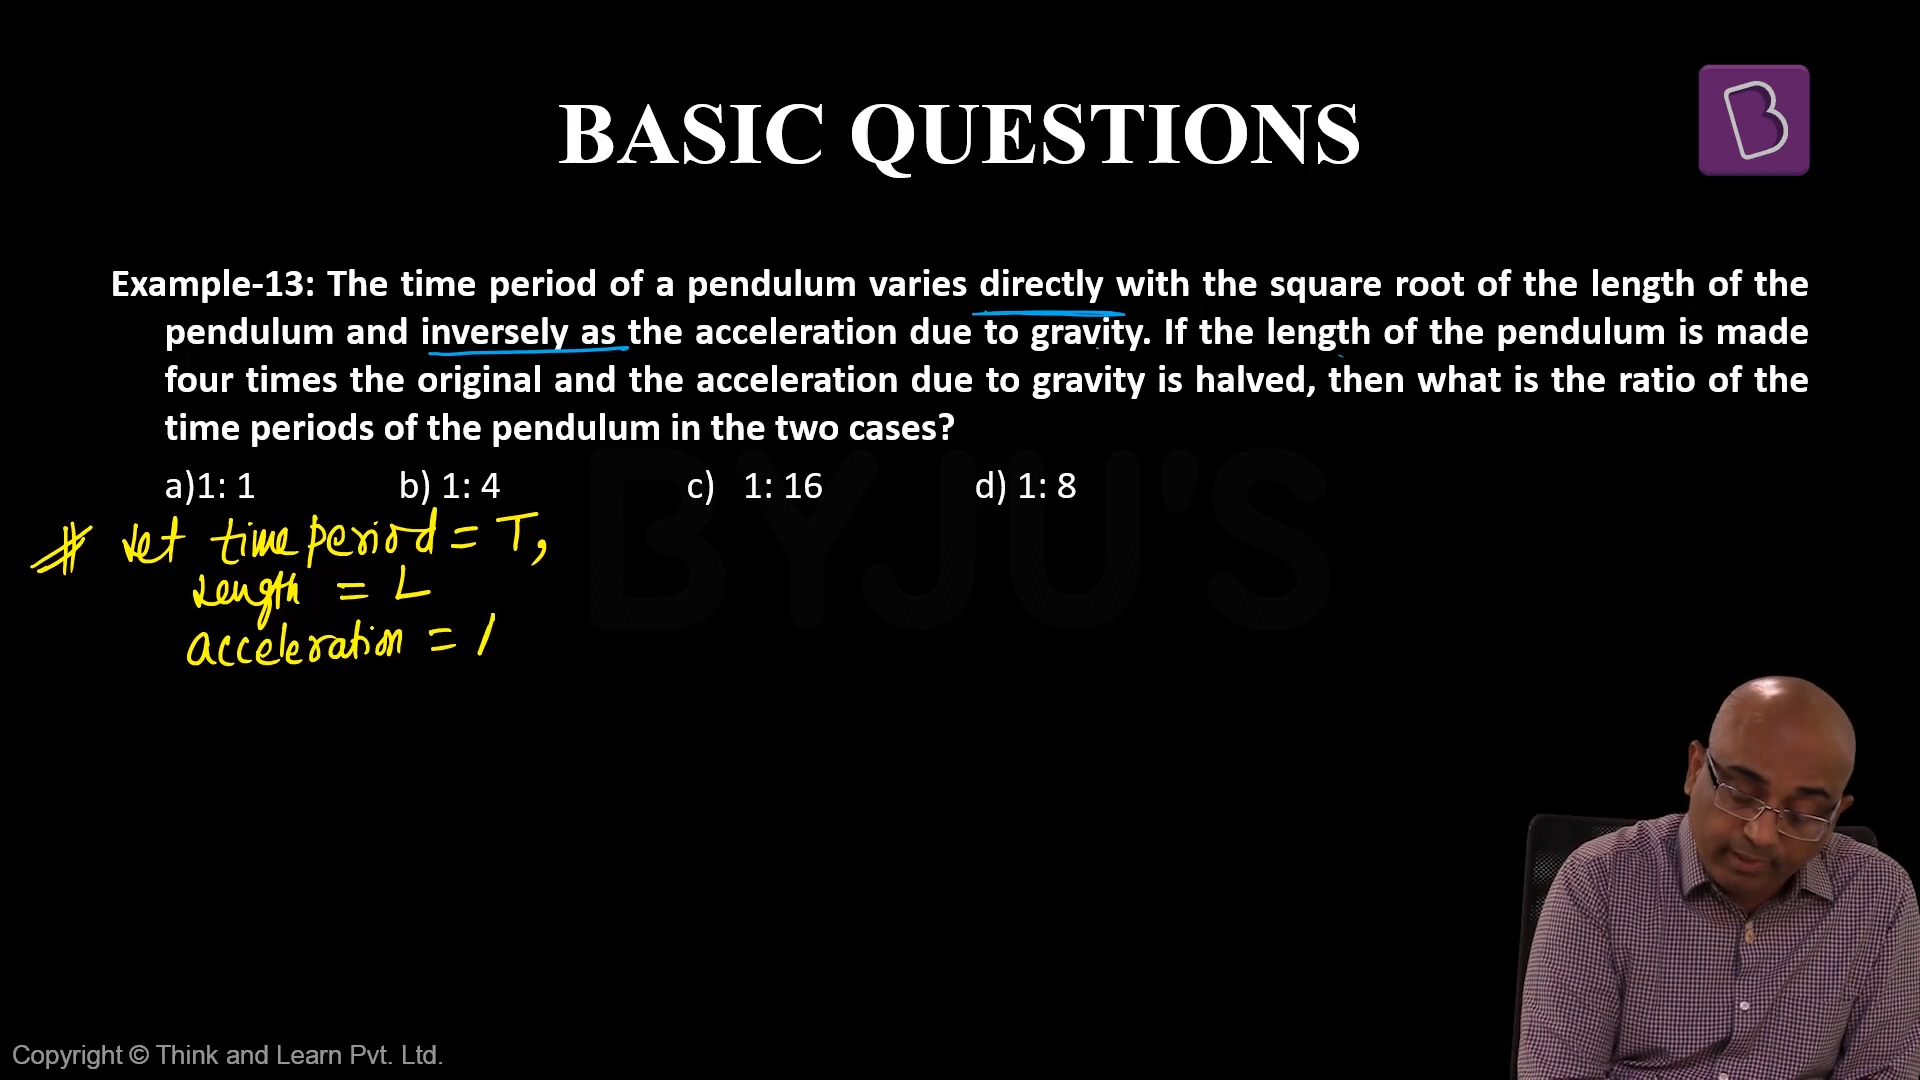 BASIC QUESTIONS
B
Example-13: The time period of a pendulum varies directly with the square root of the length of the
pendulum and inversely as the acceleration due to gravity. If the length of the pendulum is made
four times the original and the acceleration due to gravity is halved, then what is the ratio of the
time periods of the pendulum in the two cases?
a)1: 1 b) 1: 4 c) 1: 16 d) 1: 8
BYJU'S
# Let time period = T,
Length = L
acceleration = /
Copyright © Think and Learn Pvt. Ltd.